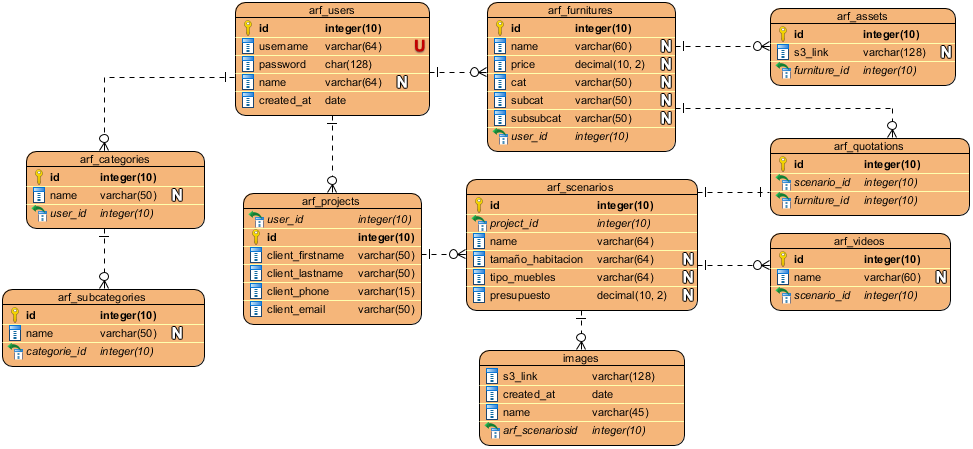 arf_users
id integer(10)
username varchar(64) U
password char(128)
name varchar(64) N
created_at date
arf_furnitures
id integer(10)
name varchar(60) N
price decimal(10, 2) N
cat varchar(50) N
subcat varchar(50) N
subsubcat varchar(50) N
user_id integer(10)
arf_assets
id integer(10)
s3_link varchar(128) N
furniture_id integer(10)
arf_categories
id integer(10)
name varchar(50) N
user_id integer(10)
arf_projects
user_id integer(10)
id integer(10)
client_firstname varchar(50)
client_lastname varchar(50)
client_phone varchar(15)
client_email varchar(50)
arf_scenarios
id integer(10)
project_id integer(10)
name varchar(64)
tamaño_habitacion varchar(64) N
tipo_muebles varchar(64) N
presupuesto decimal(10, 2) N
arf_quotations
id integer(10)
scenario_id integer(10)
furniture_id integer(10)
arf_videos
id integer(10)
name varchar(60) N
scenario_id integer(10)
arf_subcategories
id integer(10)
name varchar(50) N
categorie_id integer(10)
images
s3_link varchar(128)
created_at date
name varchar(45)
arf_scenariosid integer(10)